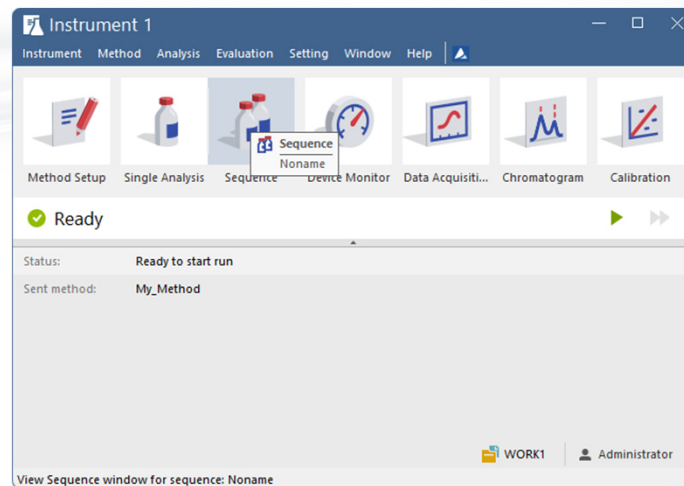 Instrument 1
Instrument Method Analysis Evaluation Setting Window Help
Sequence
Noname
Method Setup Single Analysis Sequence Device Monitor Data Acquisiti... Chromatogram Calibration
Ready
Status: Ready to start run
Sent method: My_Method
WORK1 Administrator
View Sequence window for sequence: Noname